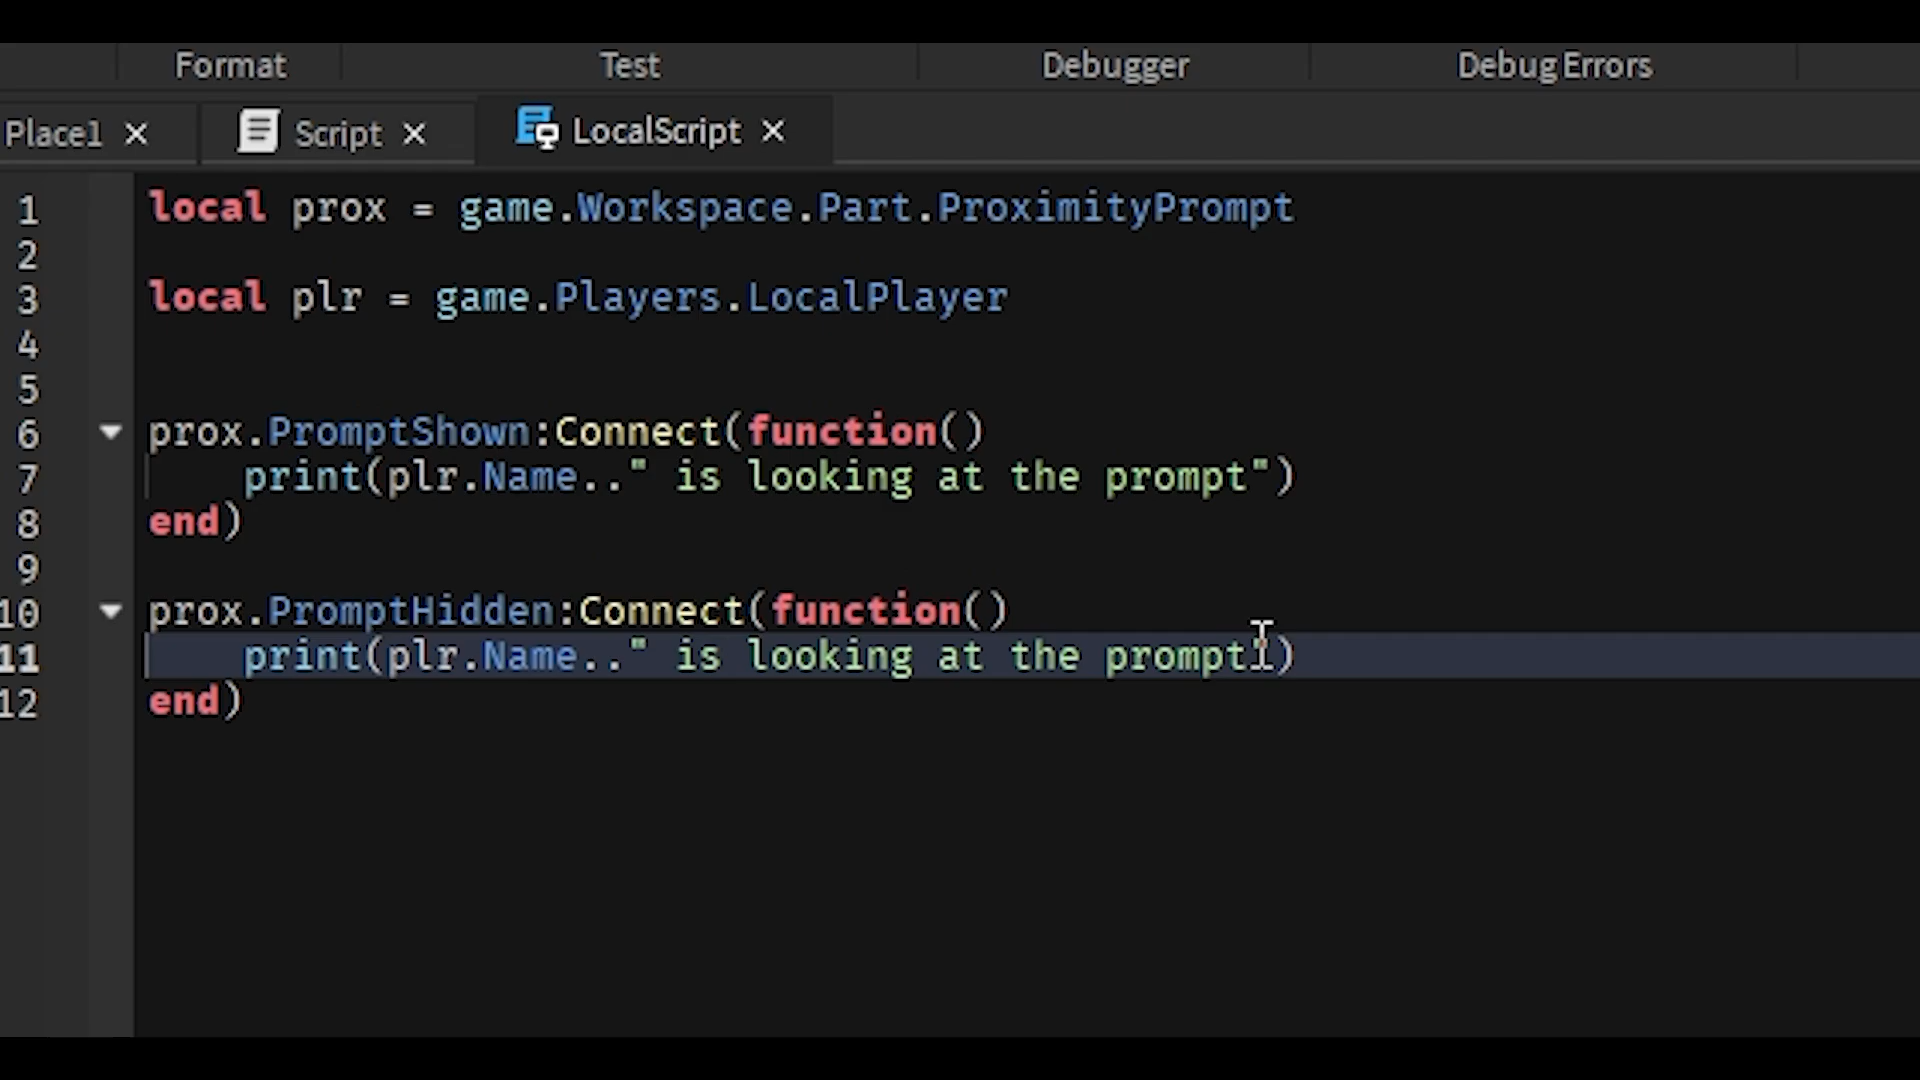 Format Test Debugger Debug Errors
Place1 Script LocalScript
1 local prox = game.Workspace.Part.ProximityPrompt
2
3 local plr = game.Players.LocalPlayer
4
5
6 prox.PromptShown:Connect(function()
7 print(plr.Name.." is looking at the prompt")
8 end)
9
10 prox.PromptHidden:Connect(function()
11 print(plr.Name.." is looking at the prompt")
12 end)